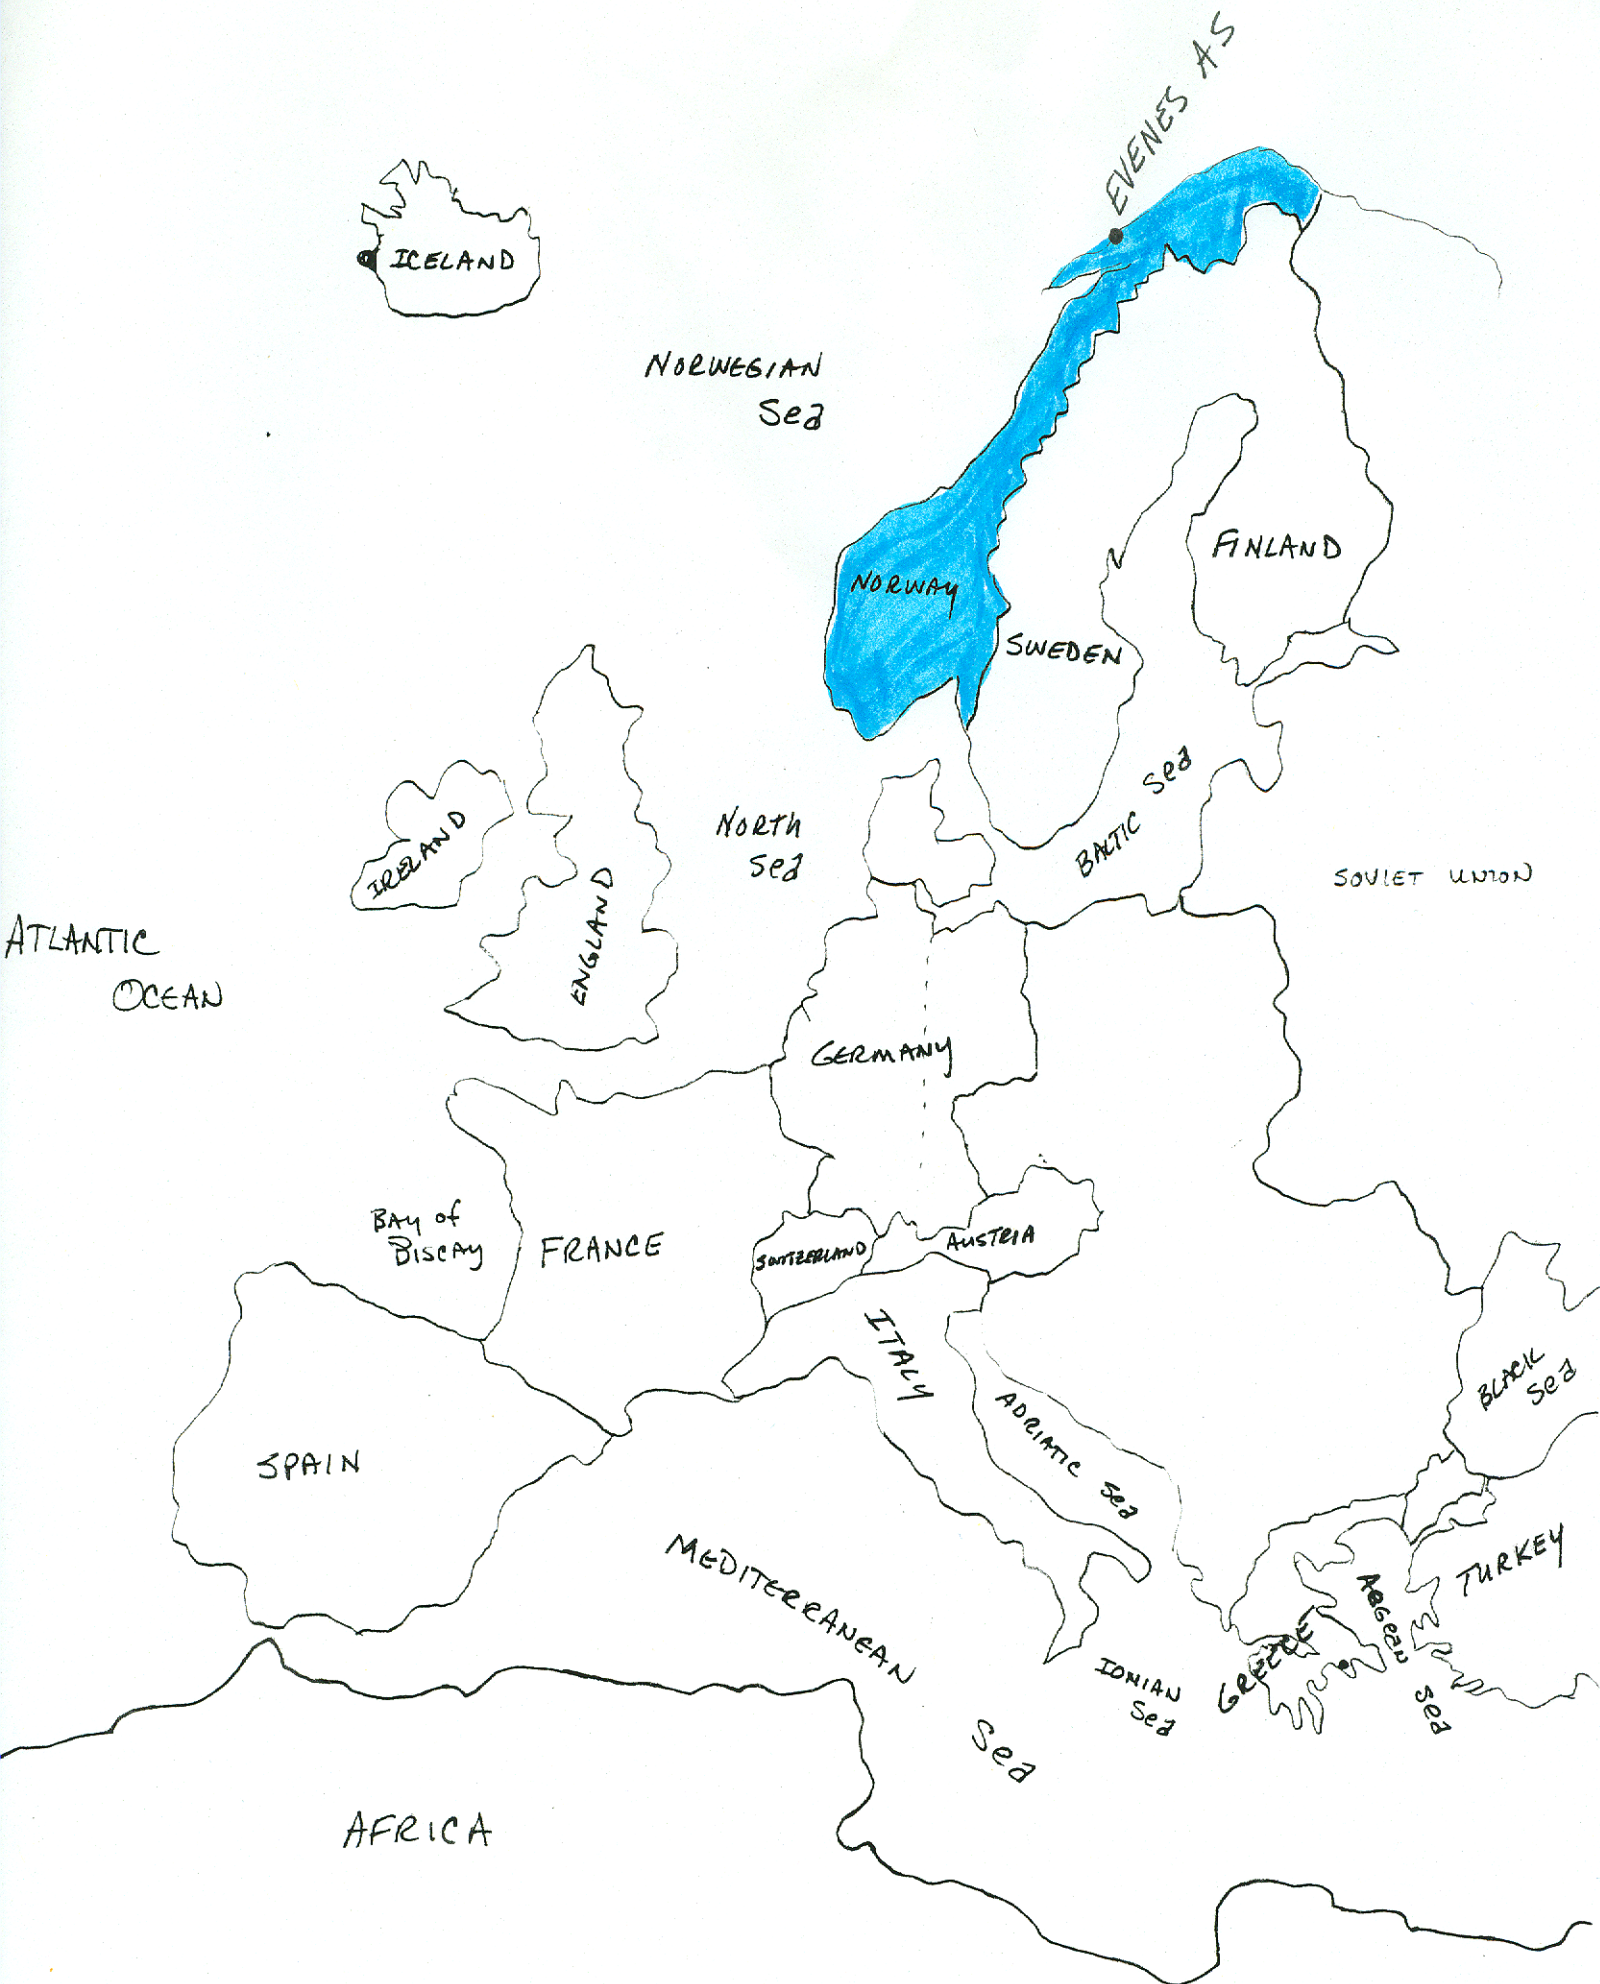 EVENES AS
ICELAND
NORWEGIAN
Sea
FINLAND
NORWAY
SWEDEN
Baltic Sea
North
Sea
IRELAND
SOVIET UNION
ENGLAND
ATLANTIC
OCEAN
GERMANY
BAY of
BISCAY
FRANCE
SWITZERLAND
AUSTRIA
ITALY
BLACK
Sea
ADRIATIC Sea
SPAIN
MEDITERRANEAN
Sea
TURKEY
AEGEAN
Sea
GREECE
IONIAN
Sea
AFRICA